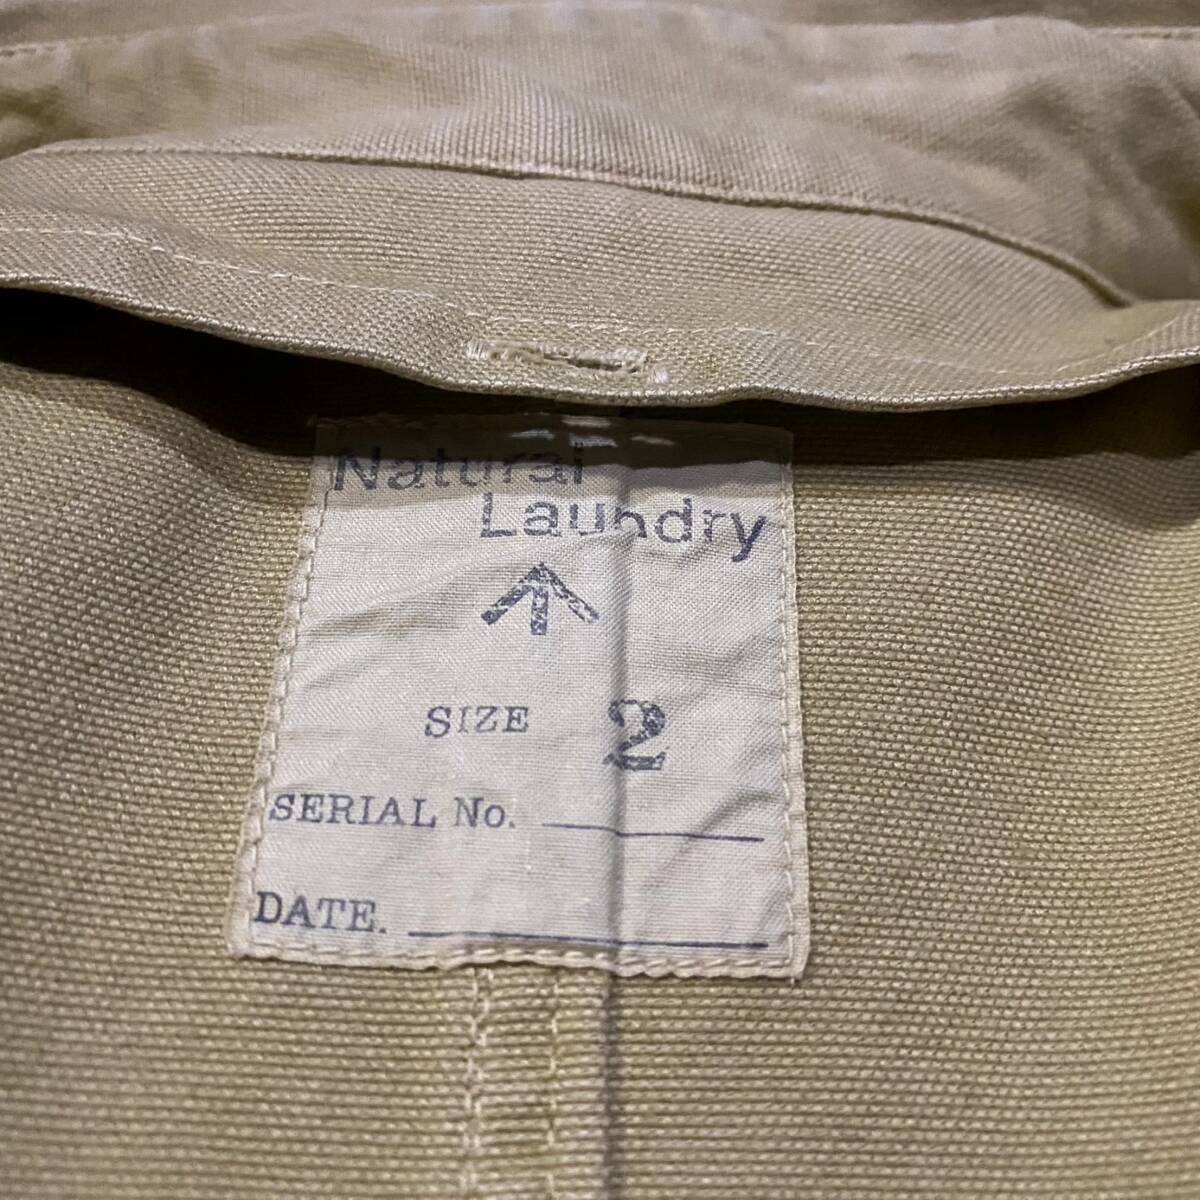 Natural
Laundry
SIZE 2
SERIAL No.
DATE.